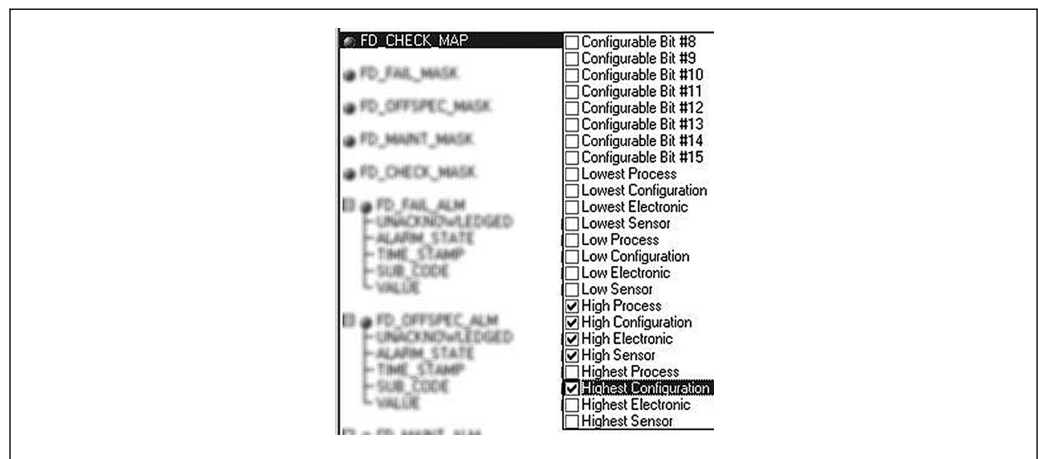 FD_CHECK_MAP
FD_FAIL_MASK
FD_OFFSPEC_MASK
FD_MAINT_MASK
FD_CHECK_MASK
FD_FAIL_ALM
UNACKNOWLEDGED
ALARM_STATE
TIME_STAMP
SUB_CODE
VALUE
FD_OFFSPEC_ALM
UNACKNOWLEDGED
ALARM_STATE
TIME_STAMP
SUB_CODE
VALUE
Configurable Bit #8
Configurable Bit #9
Configurable Bit #10
Configurable Bit #11
Configurable Bit #12
Configurable Bit #13
Configurable Bit #14
Configurable Bit #15
Lowest Process
Lowest Configuration
Lowest Electronic
Lowest Sensor
Low Process
Low Configuration
Low Electronic
Low Sensor
High Process
High Configuration
High Electronic
High Sensor
Highest Process
Highest Configuration
Highest Electronic
Highest Sensor